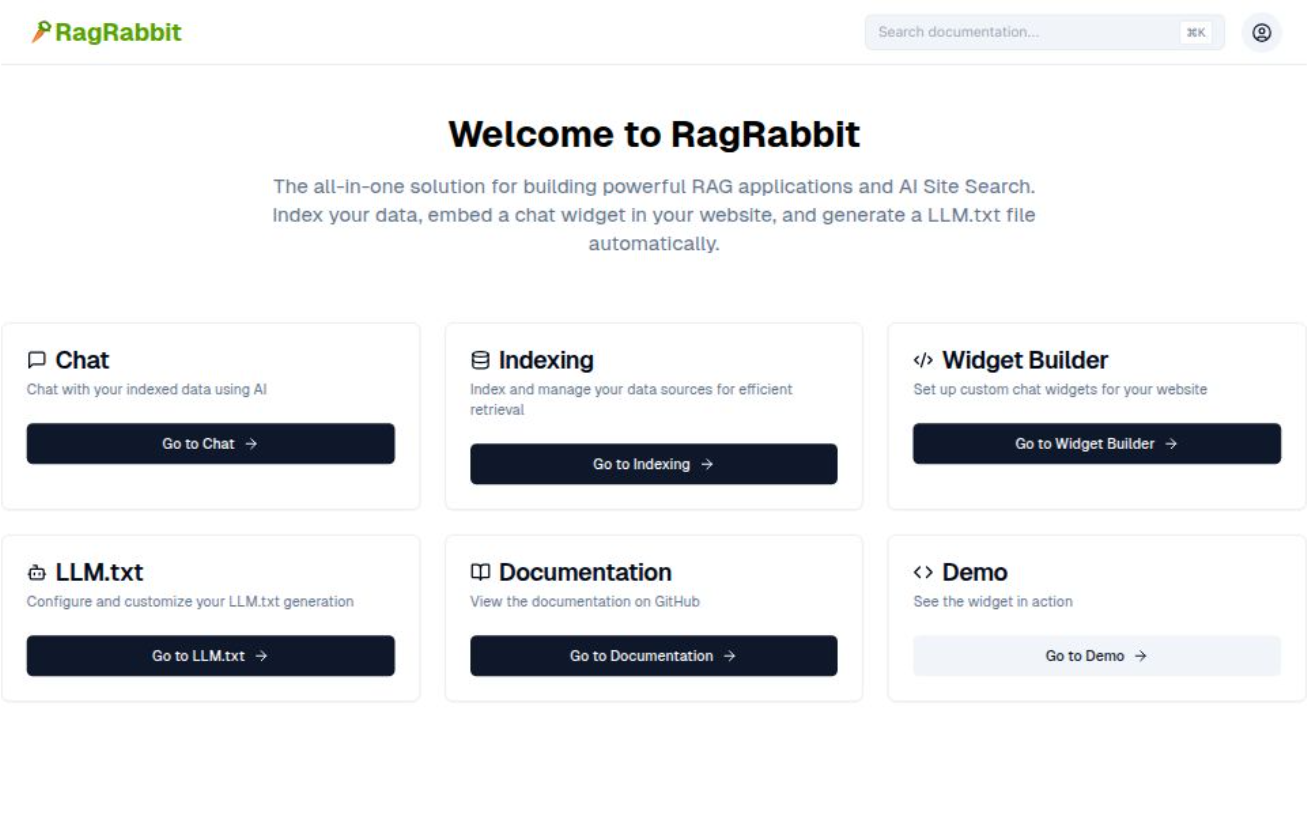 RagRabbit
Search documentation...
⌘K
Welcome to RagRabbit
The all-in-one solution for building powerful RAG applications and AI Site Search.
Index your data, embed a chat widget in your website, and generate a LLM.txt file
automatically.
Chat
Chat with your indexed data using AI
Go to Chat →
Indexing
Index and manage your data sources for efficient
retrieval
Go to Indexing →
Widget Builder
Set up custom chat widgets for your website
Go to Widget Builder →
LLM.txt
Configure and customize your LLM.txt generation
Go to LLM.txt →
Documentation
View the documentation on GitHub
Go to Documentation →
Demo
See the widget in action
Go to Demo →